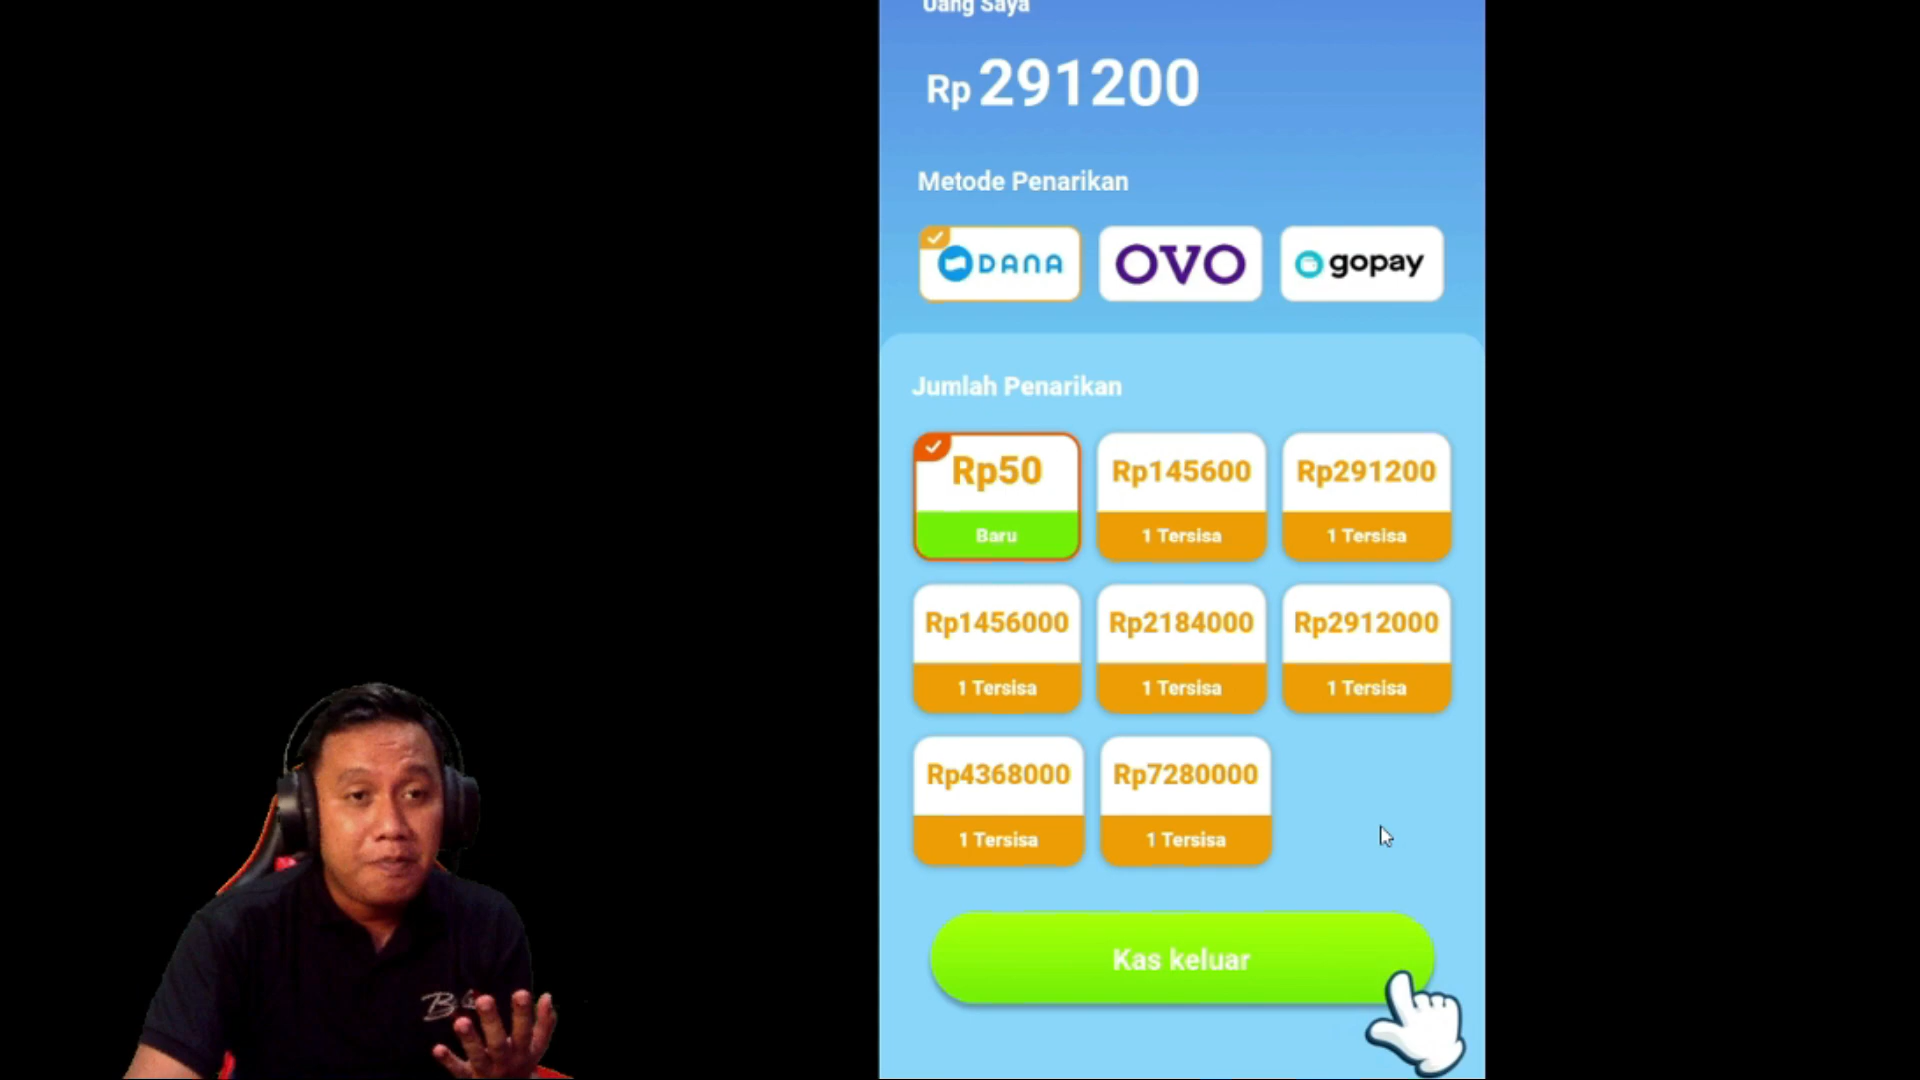 Uang Saya
Rp 291200
Metode Penarikan
DANA
OVO
gopay
Jumlah Penarikan
Rp50
Baru
Rp145600
1 Tersisa
Rp291200
1 Tersisa
Rp1456000
1 Tersisa
Rp2184000
1 Tersisa
Rp2912000
1 Tersisa
Rp4368000
1 Tersisa
Rp7280000
1 Tersisa
Kas keluar